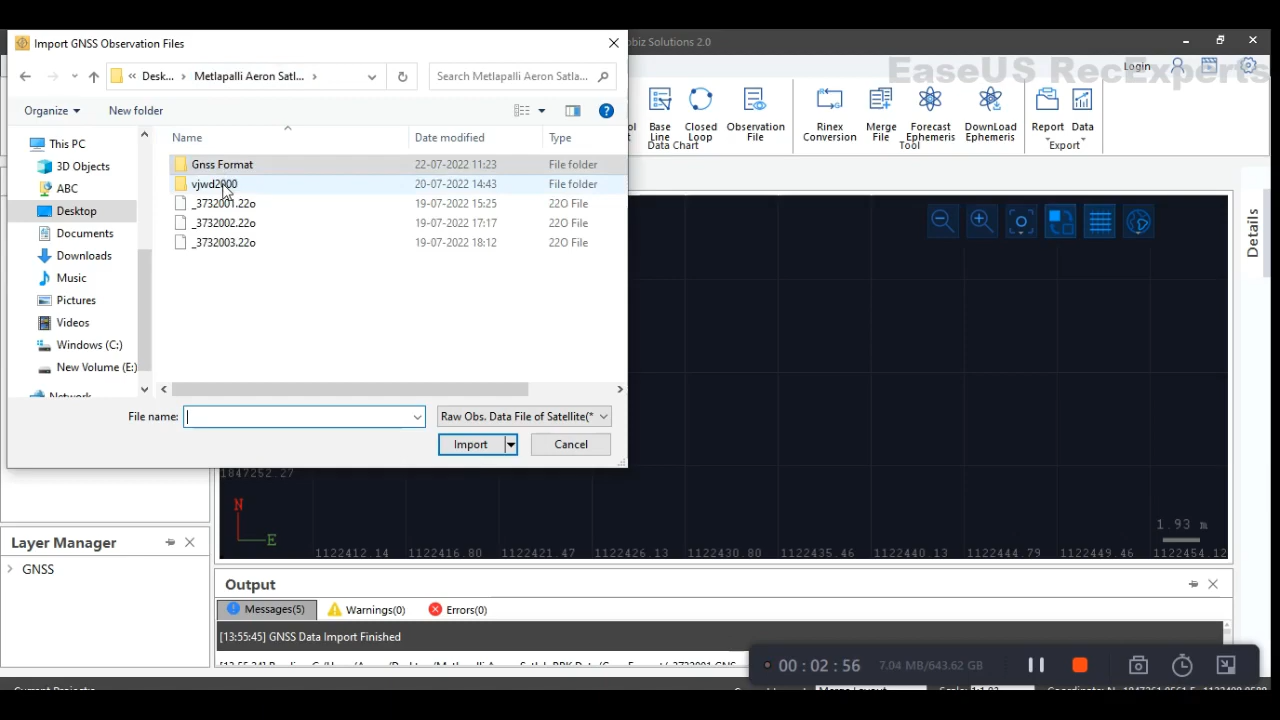 Import GNSS Observation Files
obiz Solutions 2.0
EaseUS RecExperts
Login
« Desk... › Metlapalli Aeron Satl... ›
Search Metlapalli Aeron Satla...
Organize
New folder
Name
Date modified
Type
This PC
3D Objects
ABC
Desktop
Documents
Downloads
Music
Pictures
Videos
Windows (C:)
New Volume (E:)
Network
Gnss Format 22-07-2022 11:23 File folder
vjwd2000 20-07-2022 14:43 File folder
_3732001.22o 19-07-2022 15:25 22O File
_3732002.22o 19-07-2022 17:17 22O File
_3732003.22o 19-07-2022 18:12 22O File
File name:
Raw Obs. Data File of Satellite(*
Import
Cancel
Base Line
Closed Loop
Observation File
Data Chart
Rinex Conversion
Merge File
Forecast Ephemeris
DownLoad Ephemeris
Tool
Report
Data
Export
Details
1847252.27
N
E
1122412.14 1122416.80 1122421.47 1122426.13 1122430.80 1122435.46 1122440.13 1122444.79 1122449.46 1122454.12
1.93 m
Layer Manager
GNSS
Output
Messages(5)
Warnings(0)
Errors(0)
[13:55:45] GNSS Data Import Finished
00 : 02 : 56
7.04 MB/643.62 GB